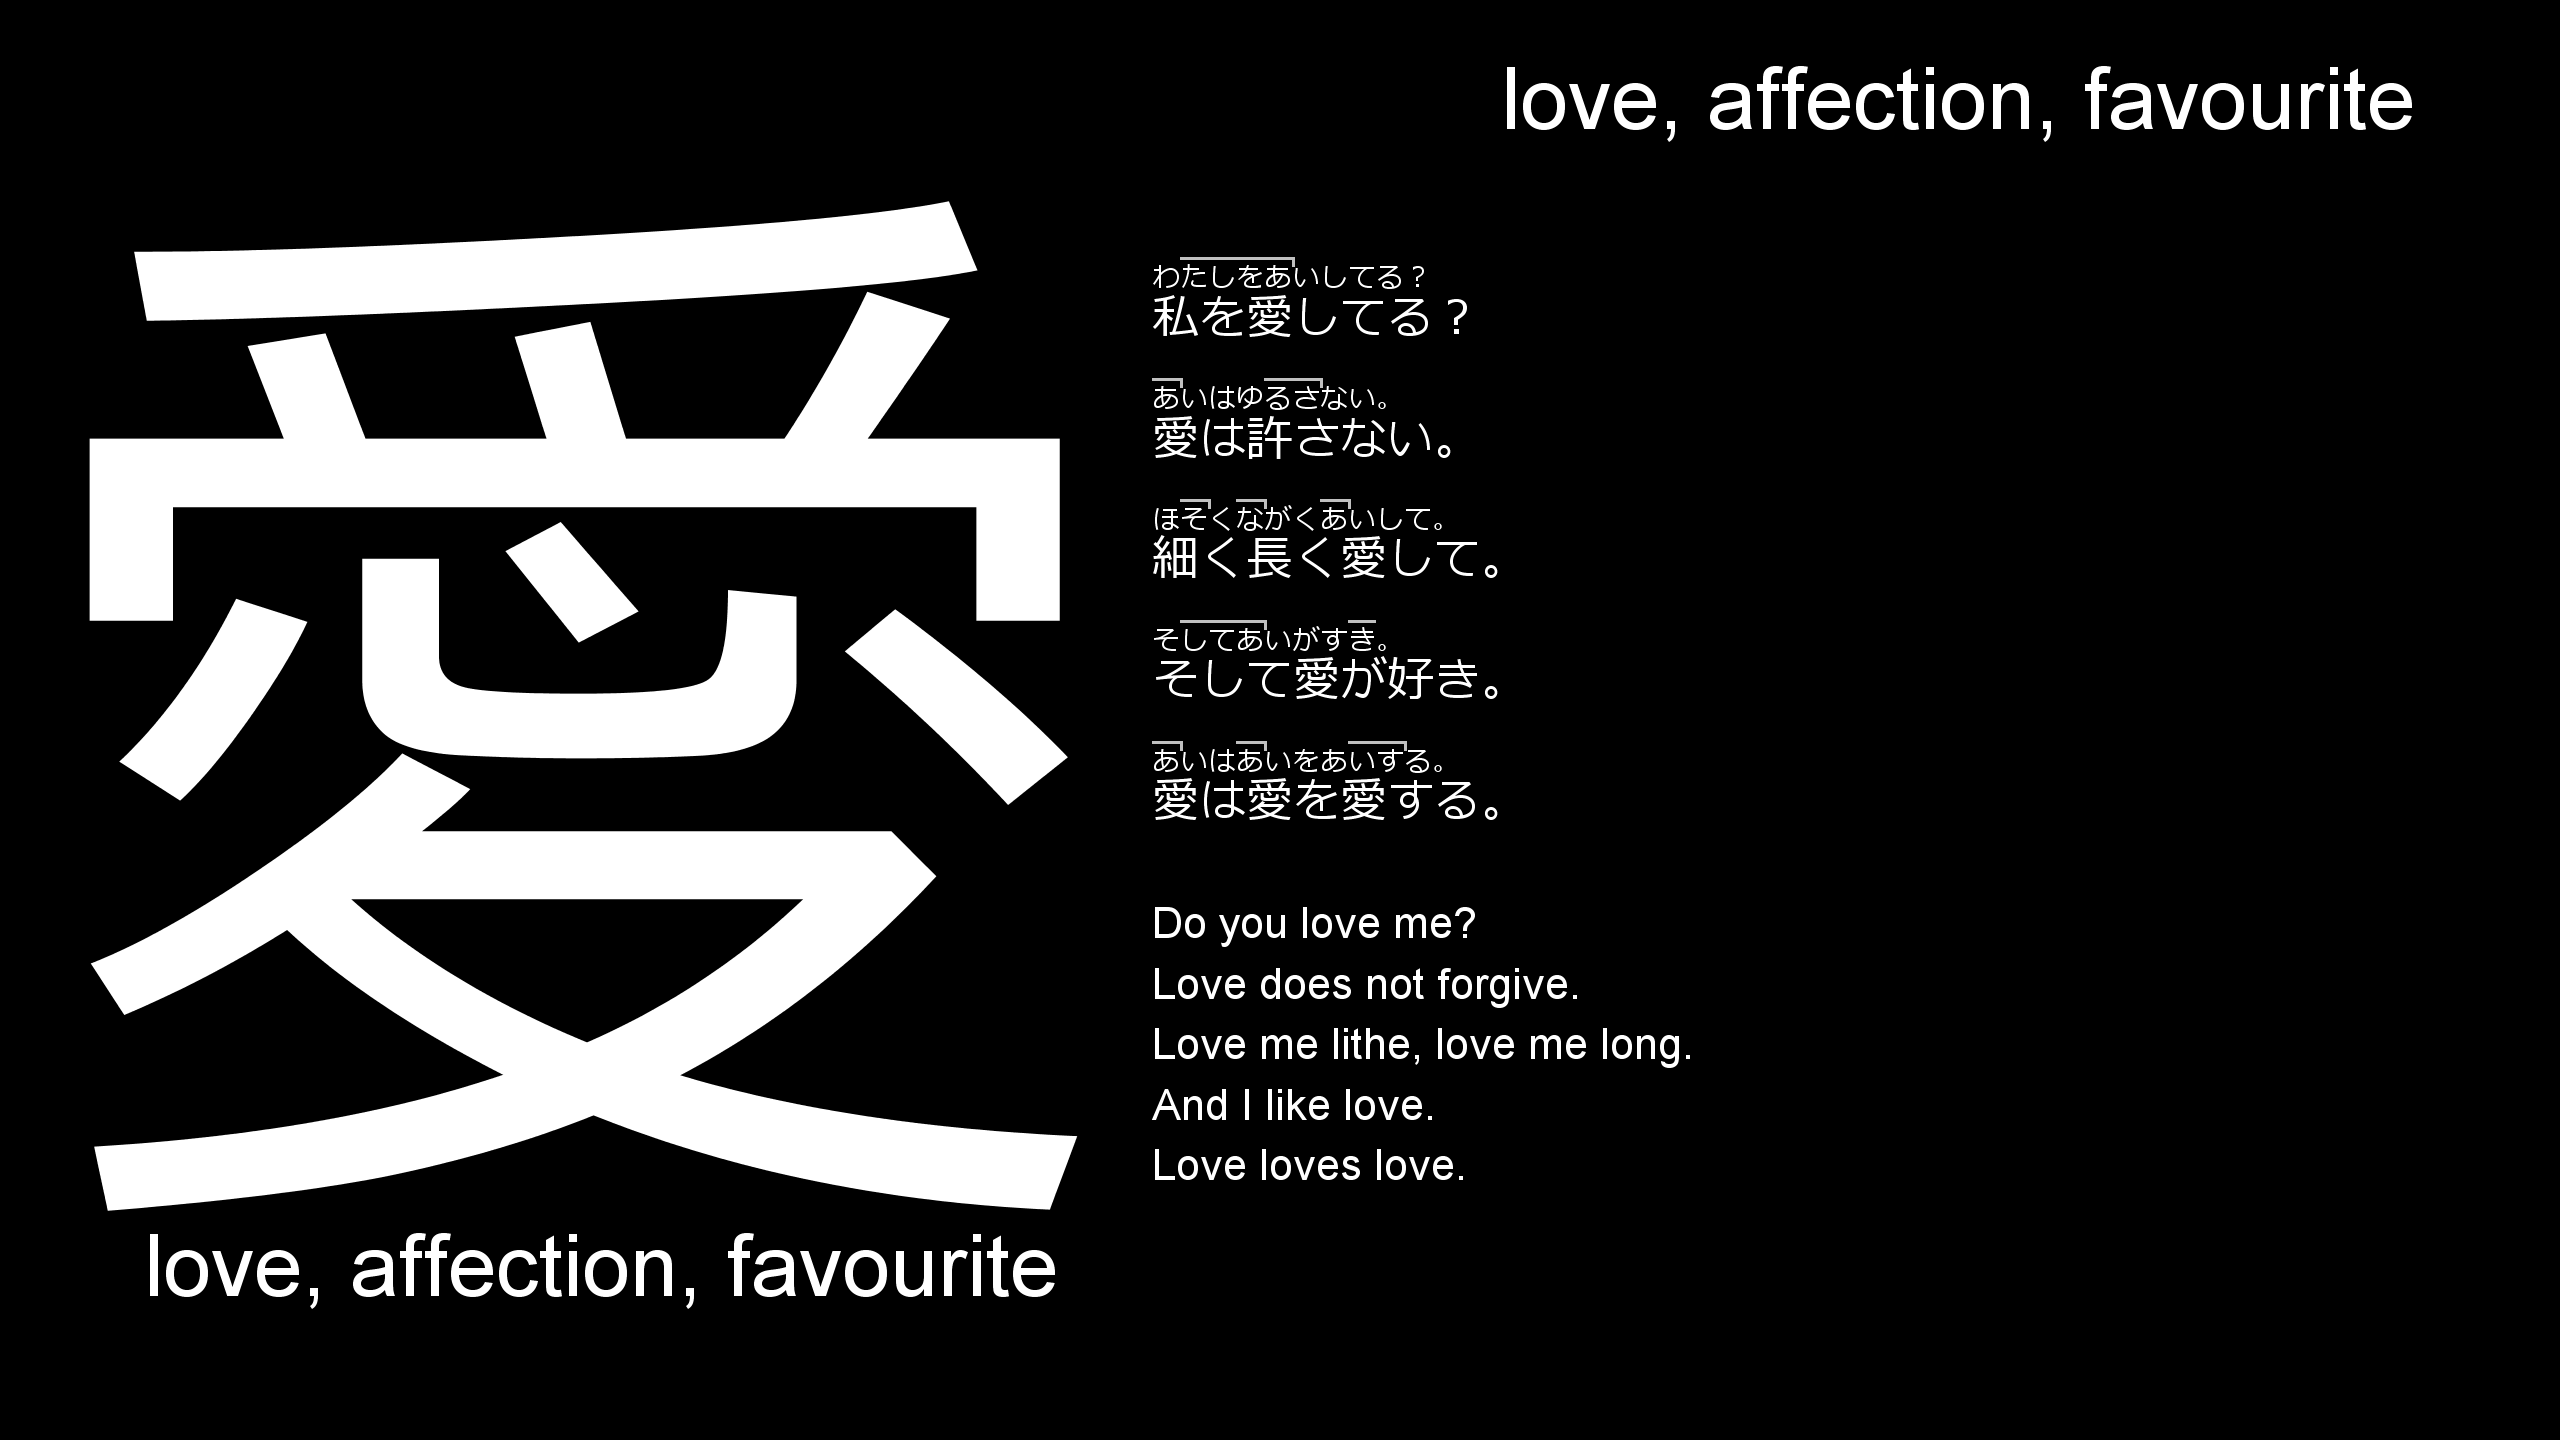 love, affection, favourite
愛
love, affection, favourite
わたしをあいしてる？
私を愛してる？
あいはゆるさない。
愛は許さない。
ほそくながくあいして。
細く長く愛して。
そしてあいがすき。
そして愛が好き。
あいはあいをあいする。
愛は愛を愛する。
Do you love me?
Love does not forgive.
Love me lithe, love me long.
And I like love.
Love loves love.